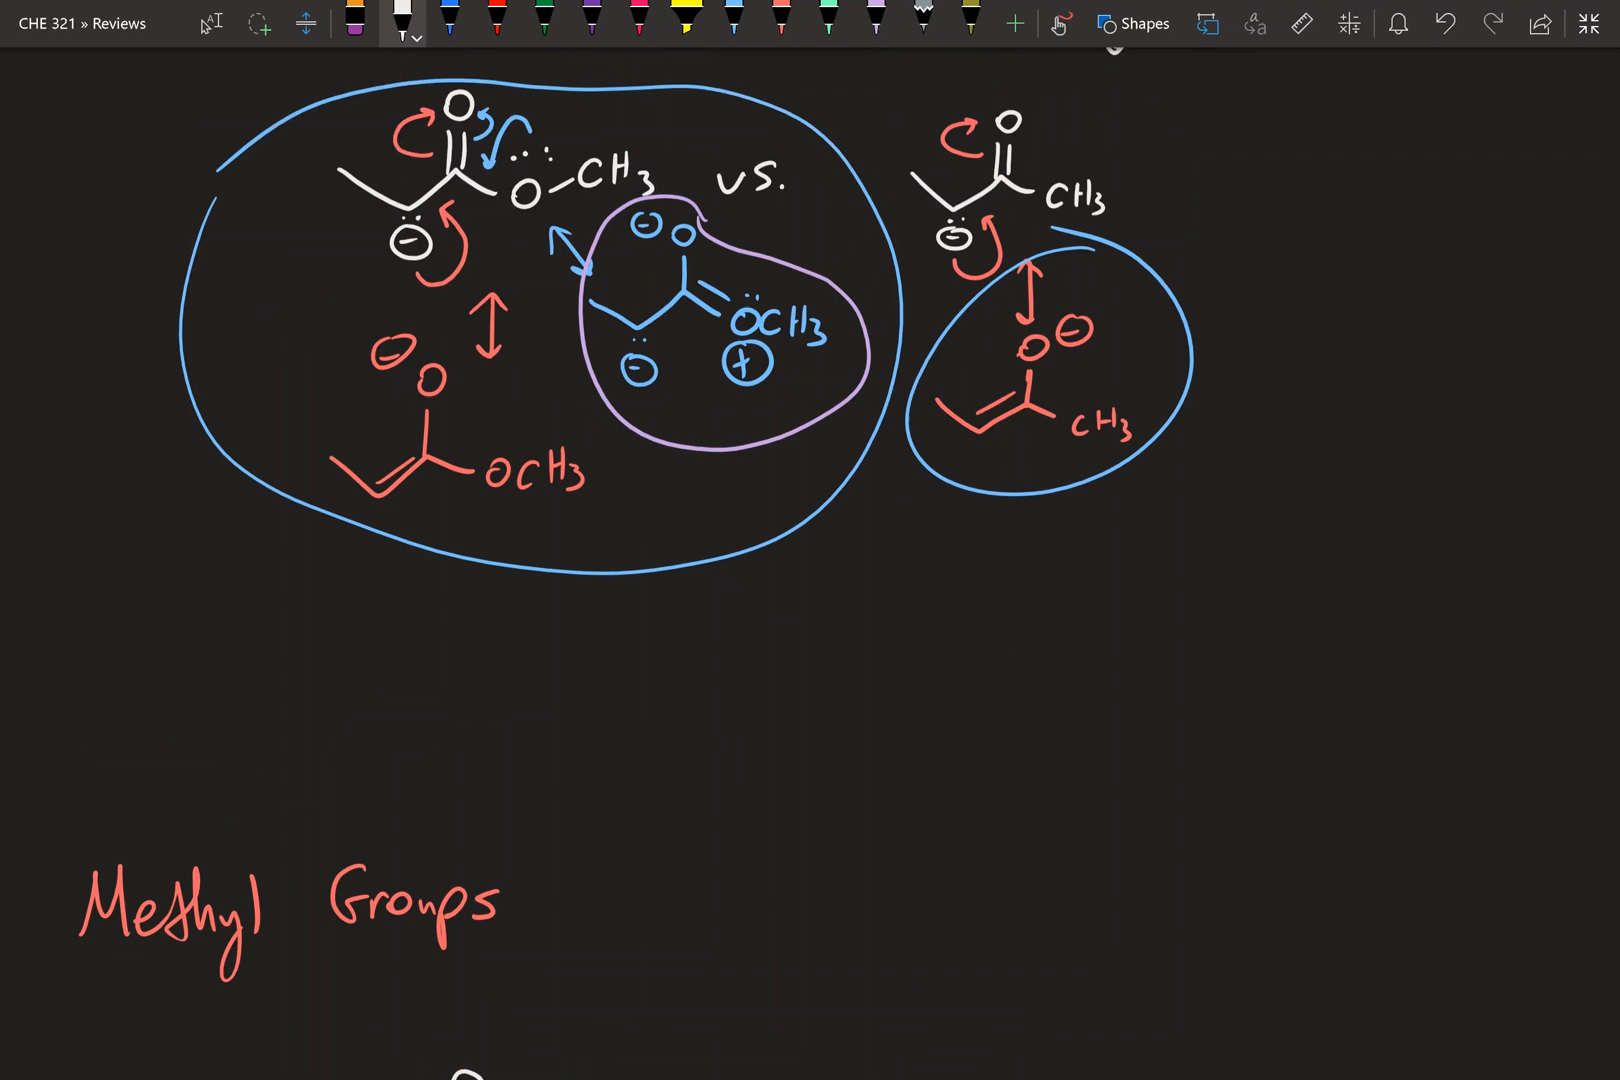 CHE 321 » Reviews
Shapes
O
O
O–CH3
vs.
CH3
⊖
⊖
⊖ O
OCH3
⊖
⊕
O ⊖
CH3
⊖
O
OCH3
Methyl Groups